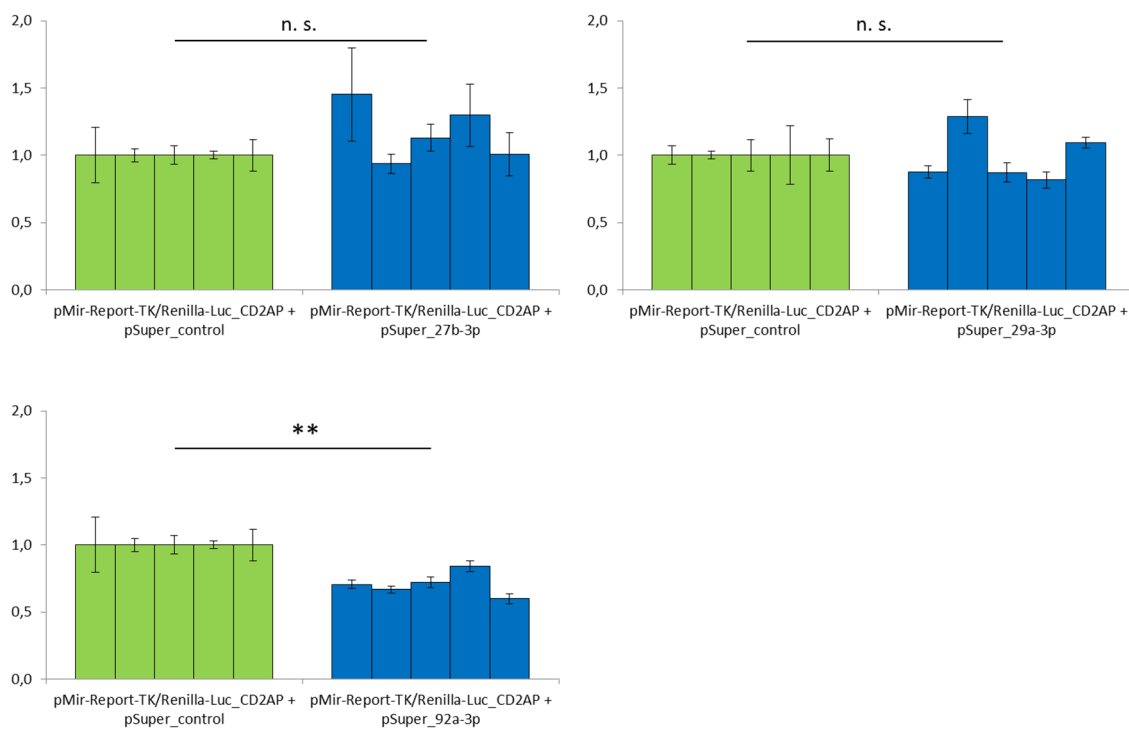 2,0
1,5
1,0
0,5
0,0
n. s.
pMir-Report-TK/Renilla-Luc_CD2AP +
pSuper_control
pMir-Report-TK/Renilla-Luc_CD2AP +
pSuper_27b-3p
2,0
1,5
1,0
0,5
0,0
n. s.
pMir-Report-TK/Renilla-Luc_CD2AP +
pSuper_control
pMir-Report-TK/Renilla-Luc_CD2AP +
pSuper_29a-3p
2,0
1,5
1,0
0,5
0,0
**
pMir-Report-TK/Renilla-Luc_CD2AP +
pSuper_control
pMir-Report-TK/Renilla-Luc_CD2AP +
pSuper_92a-3p